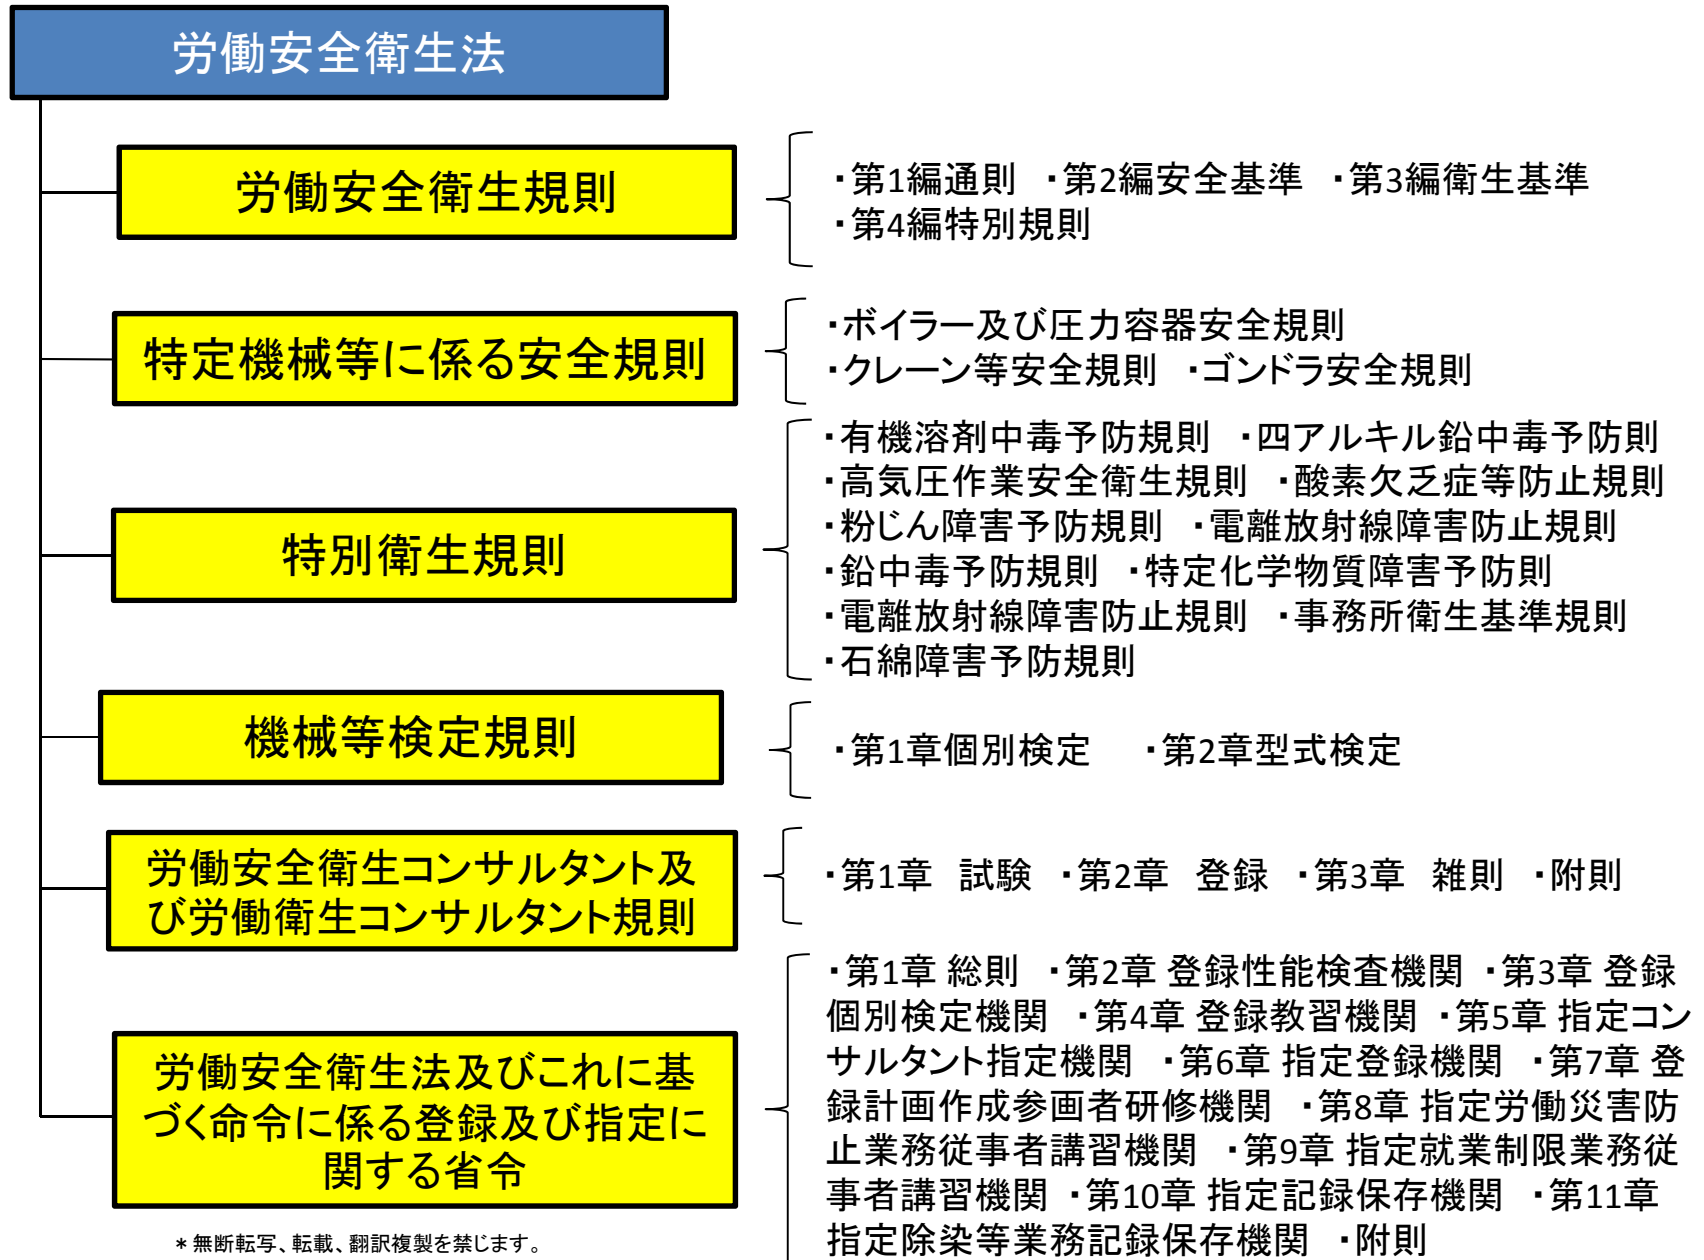 労働安全衛生法
労働安全衛生規則
・第1編通則　・第2編安全基準　・第3編衛生基準
・第4編特別規則
特定機械等に係る安全規則
・ボイラー及び圧力容器安全規則
・クレーン等安全規則　・ゴンドラ安全規則
特別衛生規則
・有機溶剤中毒予防規則　・四アルキル鉛中毒予防則
・高気圧作業安全衛生規則　・酸素欠乏症等防止規則
・粉じん障害予防規則　・電離放射線障害防止規則
・鉛中毒予防規則　・特定化学物質障害予防則
・電離放射線障害防止規則　・事務所衛生基準規則
・石綿障害予防規則
機械等検定規則
・第1章個別検定　　・第2章型式検定
労働安全衛生コンサルタント及
び労働衛生コンサルタント規則
・第1章　試験　・第2章　登録　・第3章　雑則　・附則
労働安全衛生法及びこれに基
づく命令に係る登録及び指定に
関する省令
・第1章 総則　・第2章 登録性能検査機関　・第3章 登録
個別検定機関　・第4章 登録教習機関　・第5章 指定コン
サルタント指定機関　・第6章 指定登録機関　・第7章 登
録計画作成参画者研修機関　・第8章 指定労働災害防
止業務従事者講習機関　・第9章 指定就業制限業務従
事者講習機関　・第10章 指定記録保存機関　・第11章
指定除染等業務記録保存機関　・附則
＊無断転写、転載、翻訳複製を禁じます。